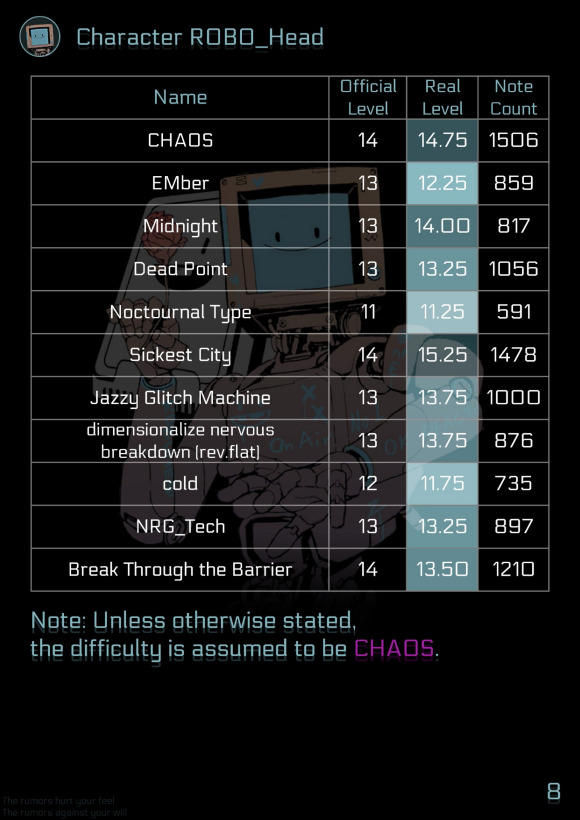 Character ROBO_Head
Name Official Level Real Level Note Count
CHAOS 14 14.75 1506
EMber 13 12.25 859
Midnight 13 14.00 817
Dead Point 13 13.25 1056
Noctournal Type 11 11.25 591
Sickest City 14 15.25 1478
Jazzy Glitch Machine 13 13.75 1000
dimensionalize nervous breakdown (rev.flat) 13 13.75 876
cold 12 11.75 735
NRG_Tech 13 13.25 897
Break Through the Barrier 14 13.50 1210
Note: Unless otherwise stated,
the difficulty is assumed to be CHAOS.
On Air
8
The rumors hurt your feel
The rumors against your will